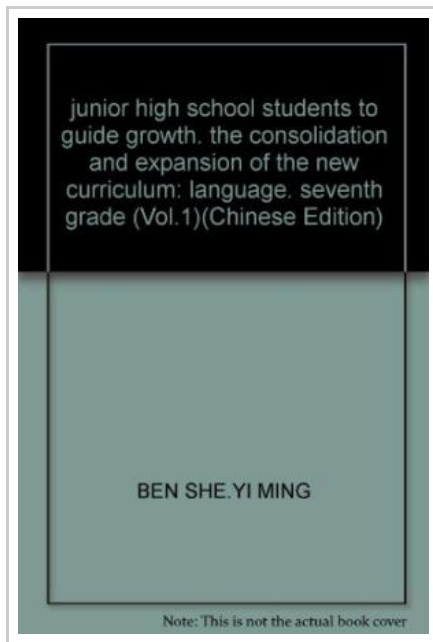 junior high school students to
guide growth. the consolidation
and expansion of the new
curriculum: language. seventh
grade (Vol.1)(Chinese Edition)
BEN SHE.YI MING
Note: This is not the actual book cover